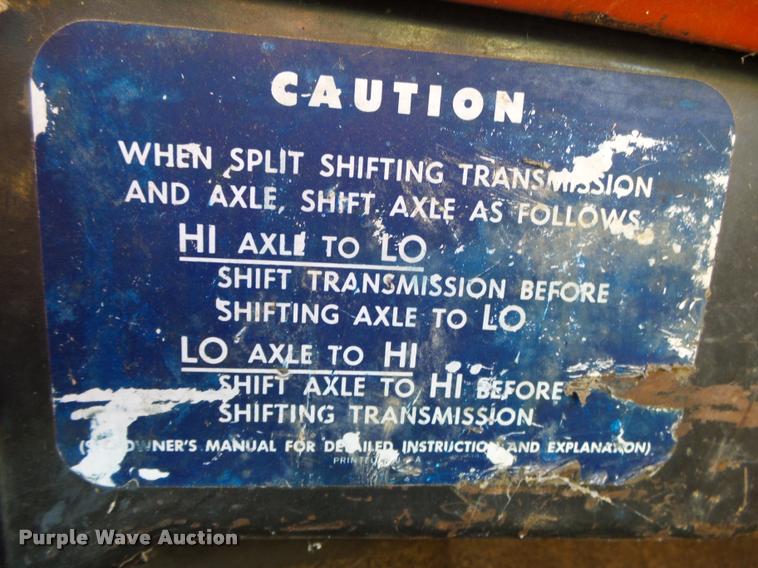 CAUTION
WHEN SPLIT SHIFTING TRANSMISSION
AND AXLE, SHIFT AXLE AS FOLLOWS
HI AXLE TO LO
SHIFT TRANSMISSION BEFORE
SHIFTING AXLE TO LO
LO AXLE TO HI
SHIFT AXLE TO HI BEFORE
SHIFTING TRANSMISSION
OWNER'S MANUAL FOR DETAILED INSTRUCTION AND EXPLANATION)
PRINTED
Purple Wave Auction